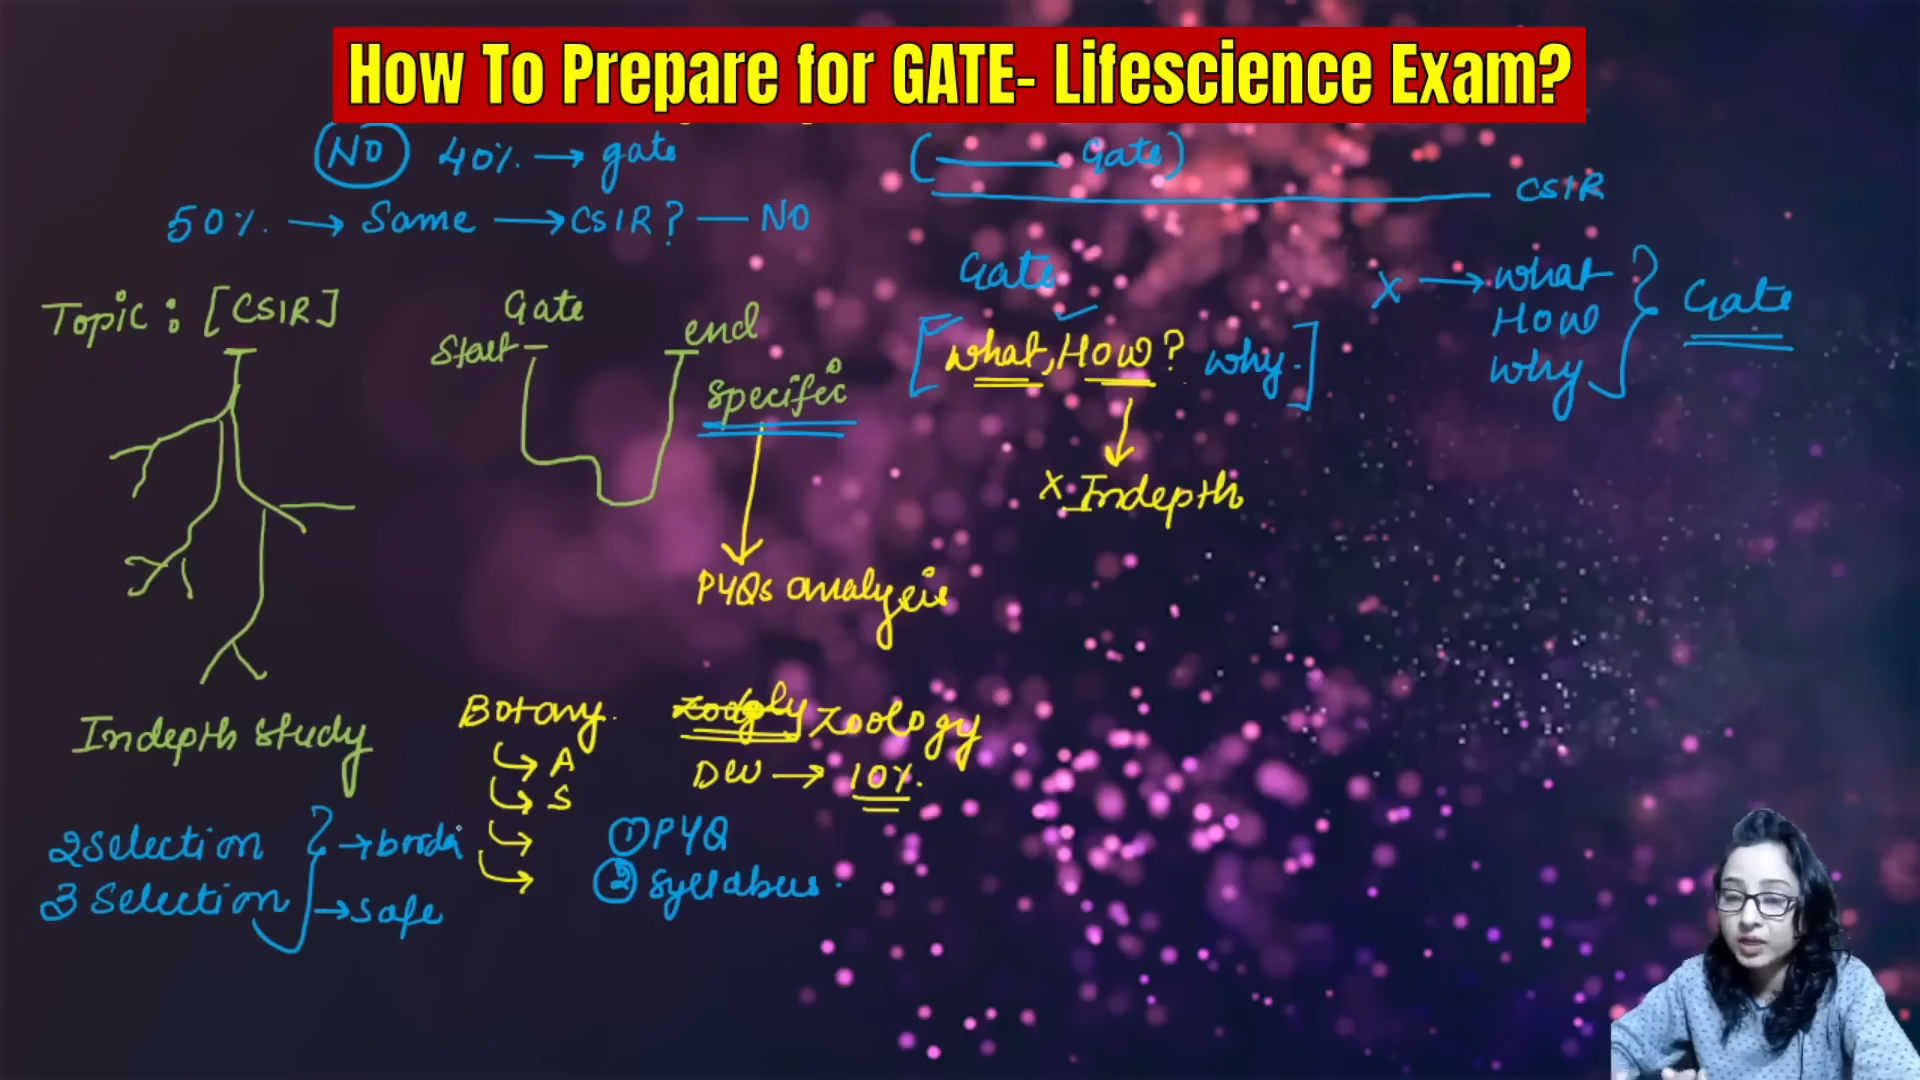 How To Prepare for GATE- Lifescience Exam?
NO 40% → gate
( Gate)
CSIR
50% → Same → CSIR? — NO
Gate
[what, How? why.]
X → what
How
why
Gate
Topic : [CSIR]
Gate
Start
end
Specific
X Indepth
PYQs analysis
Indepth study
Botany.
→ A
→ S
Zoology
→ 10%.
2 Selection
3 Selection
→ safe
① PYQ
② Syllabus.